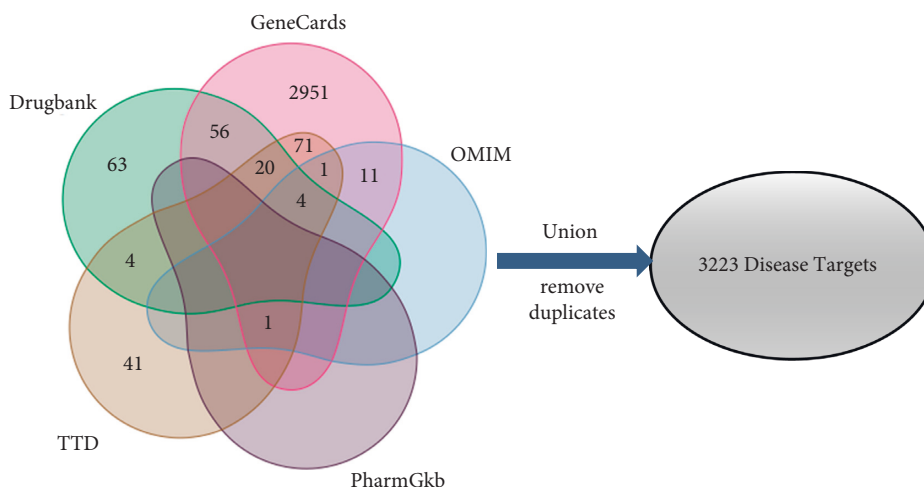 GeneCards
Drugbank
2951
56
71
OMIM
63
20
1
11
4
Union
4
3223 Disease Targets
remove
duplicates
1
41
TTD
PharmGkb